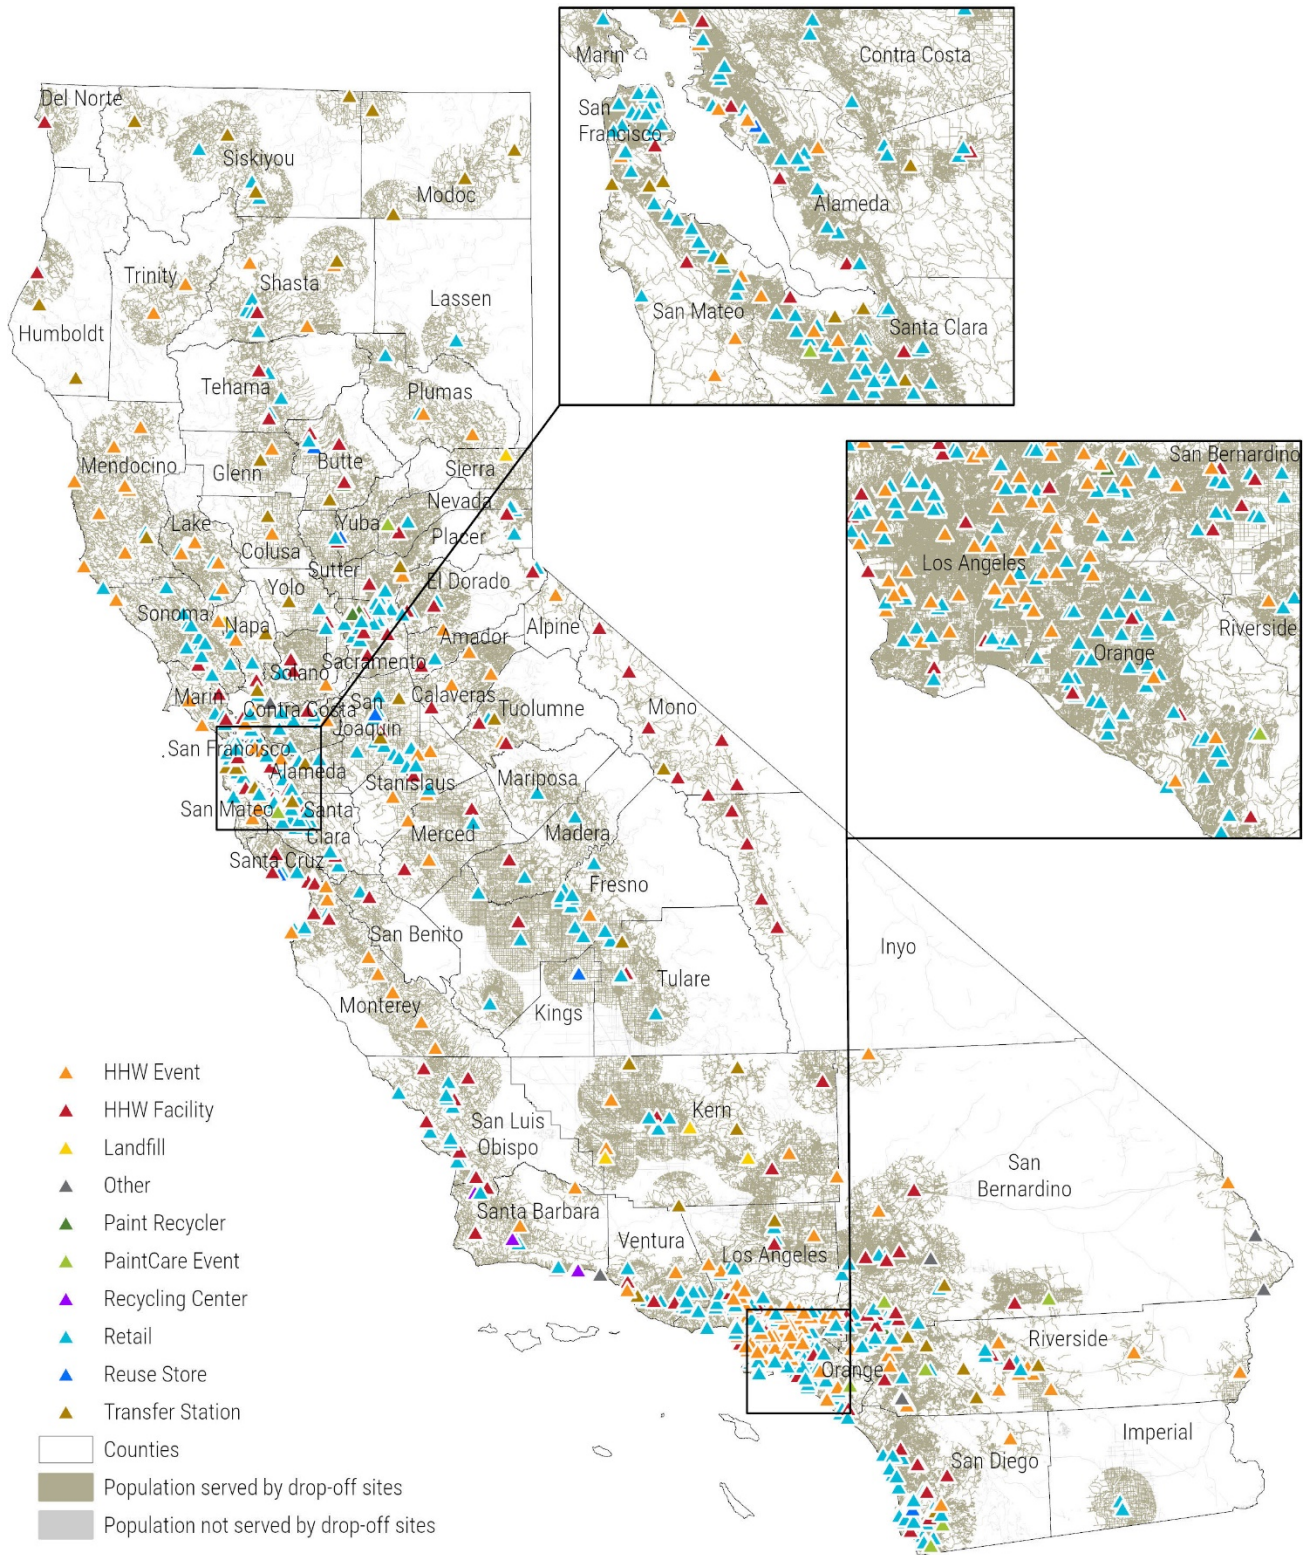 Marin
Contra Costa
San
Francisco
Alameda
San Mateo
Santa Clara
Del Norte
Siskiyou
Modoc
Trinity
Shasta
Lassen
Humboldt
Tehama
Plumas
Mendocino
Glenn
Butte
Sierra
Nevada
Lake
Colusa
Yuba
Placer
Sutter
Yolo
El Dorado
Sonoma
Napa
Amador
Alpine
Sacramento
Solano
Marin
Contra Costa
San
Joaquin
Calaveras
Tuolumne
Mono
San Francisco
Alameda
Stanislaus
Mariposa
San Mateo
Santa
Clara
Merced
Madera
Santa Cruz
Fresno
San Benito
Inyo
Monterey
Kings
Tulare
San Bernardino
Los Angeles
Riverside
Orange
San Luis
Obispo
Kern
San
Bernardino
Santa Barbara
Ventura
Los Angeles
Orange
Riverside
San Diego
Imperial
HHW Event
HHW Facility
Landfill
Other
Paint Recycler
PaintCare Event
Recycling Center
Retail
Reuse Store
Transfer Station
Counties
Population served by drop-off sites
Population not served by drop-off sites